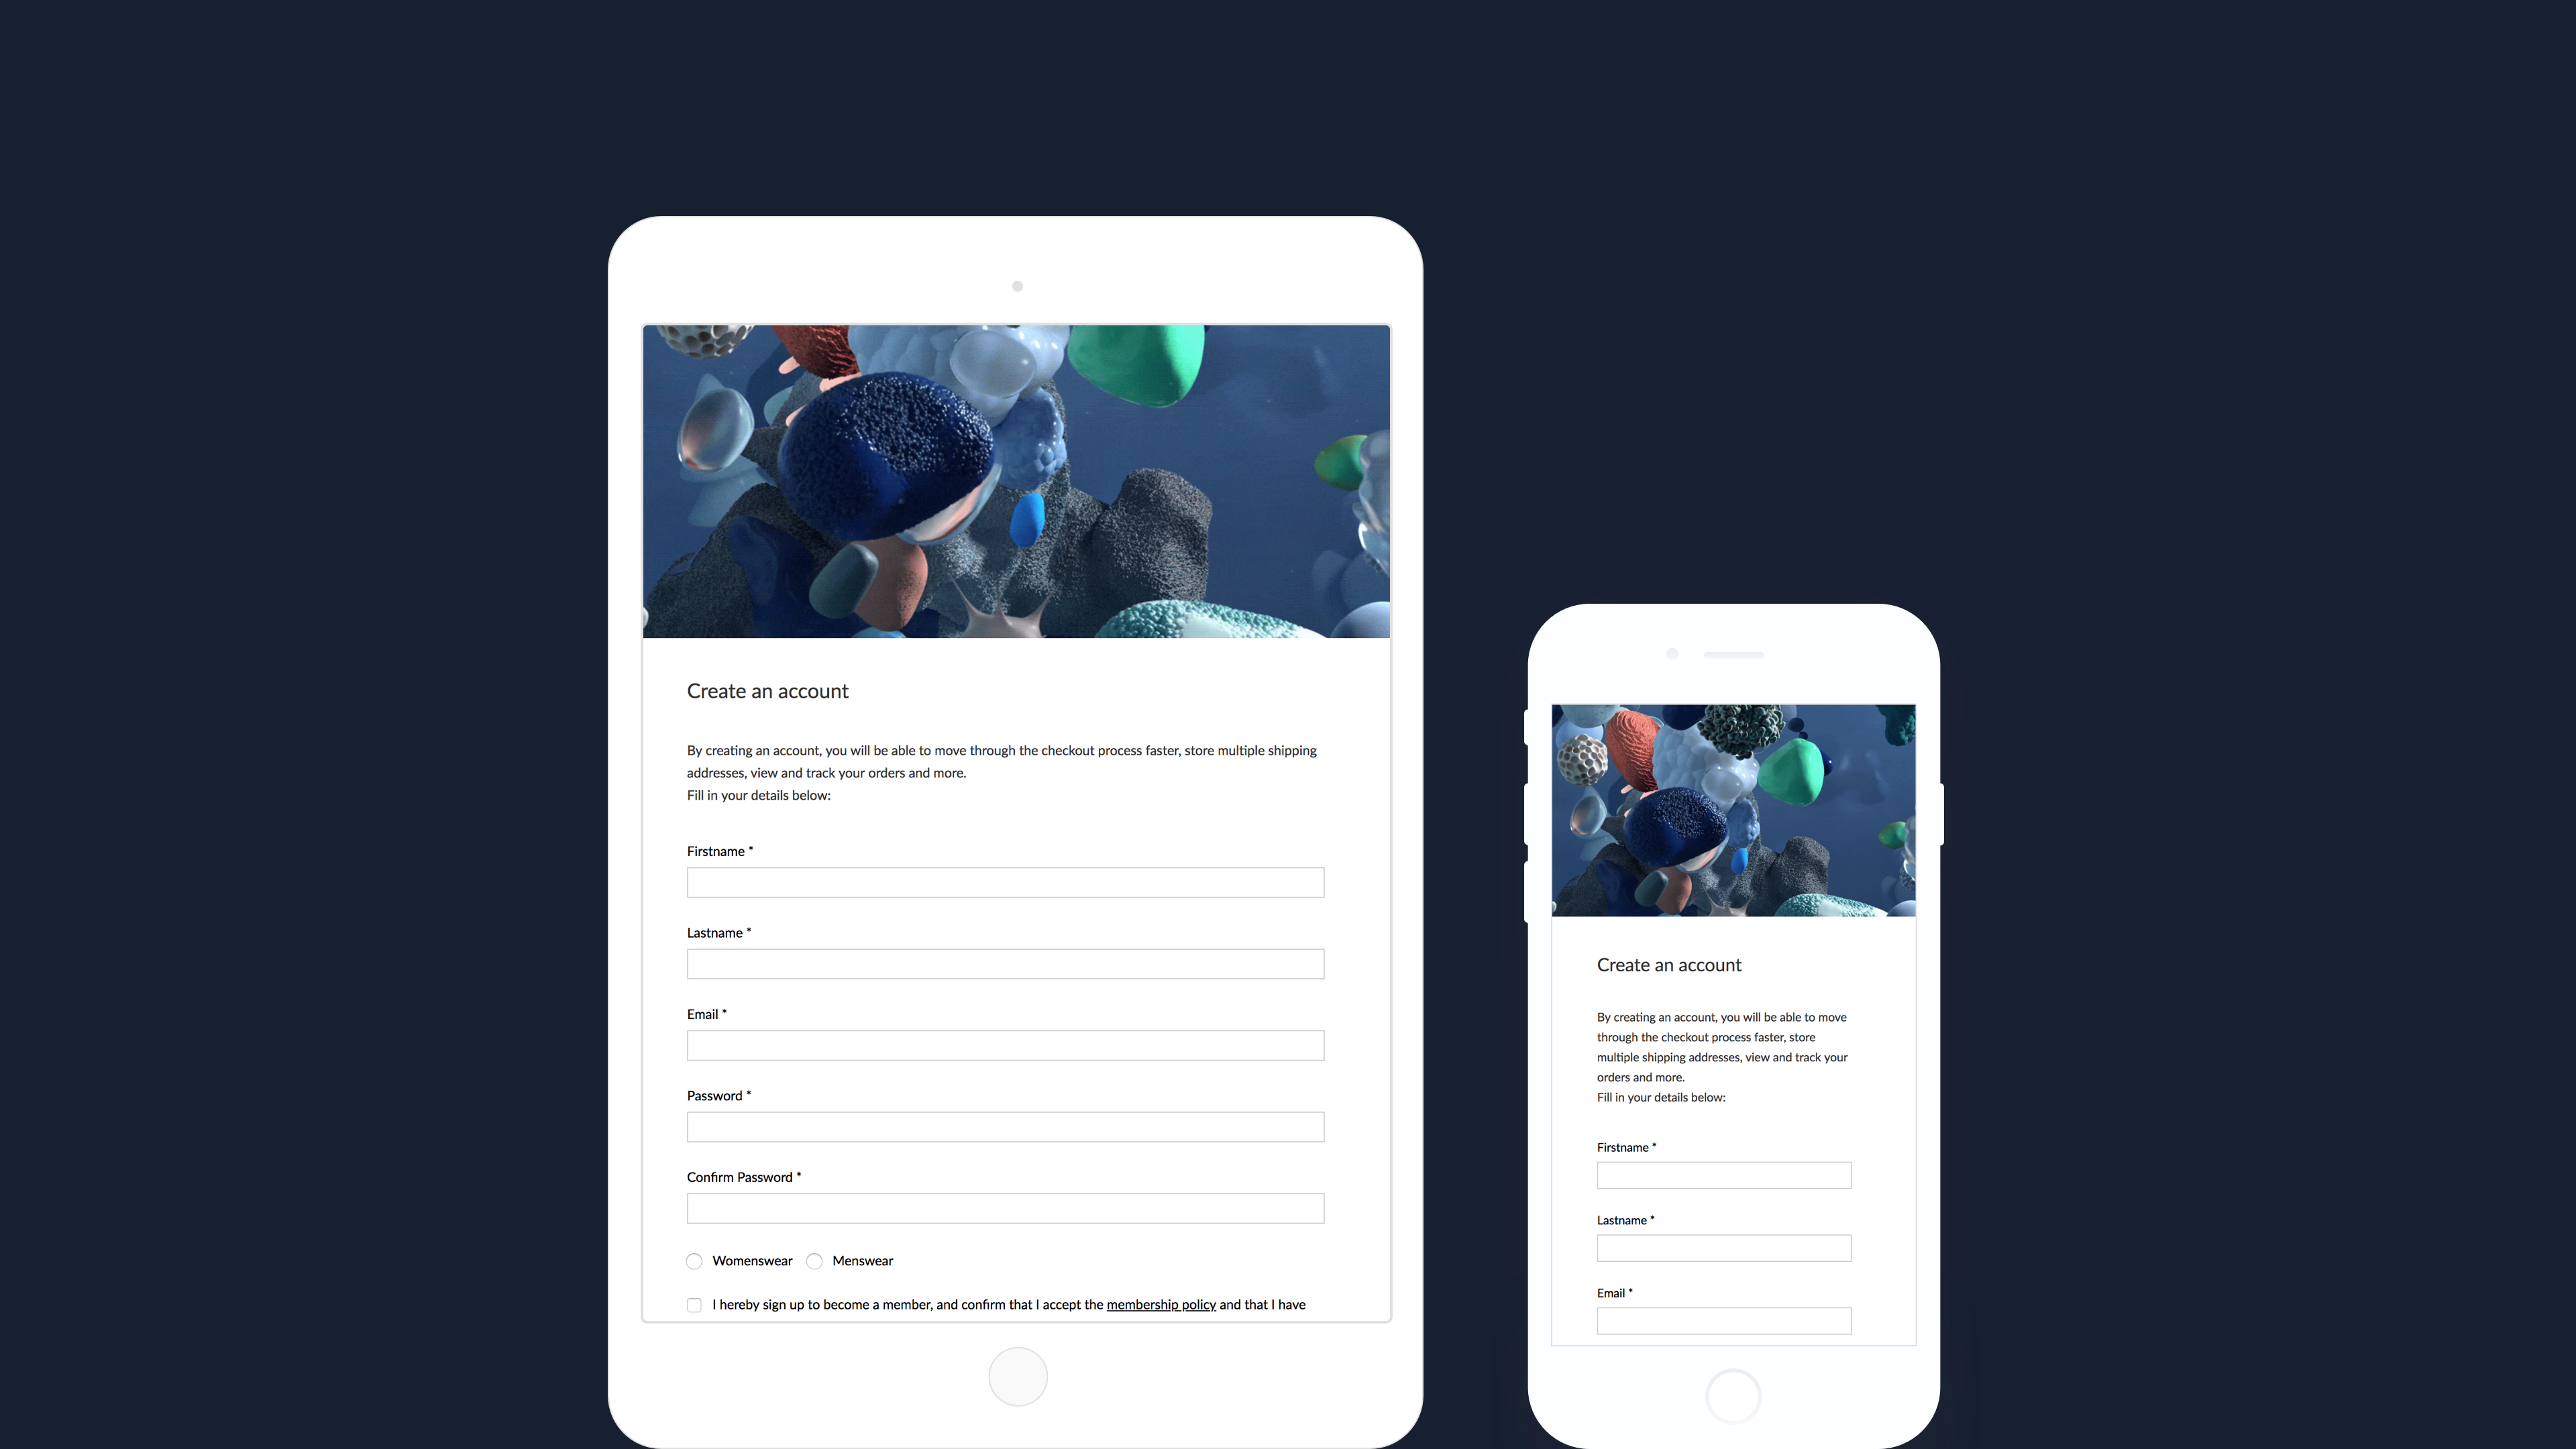 Create an account
By creating an account, you will be able to move through the checkout process faster, store multiple shipping
addresses, view and track your orders and more.
Fill in your details below:
Firstname *
Lastname *
Email *
Password *
Confirm Password *
Womenswear Menswear
I hereby sign up to become a member, and confirm that I accept the membership policy and that I have
Create an account
By creating an account, you will be able to move
through the checkout process faster, store
multiple shipping addresses, view and track your
orders and more.
Fill in your details below:
Firstname *
Lastname *
Email *